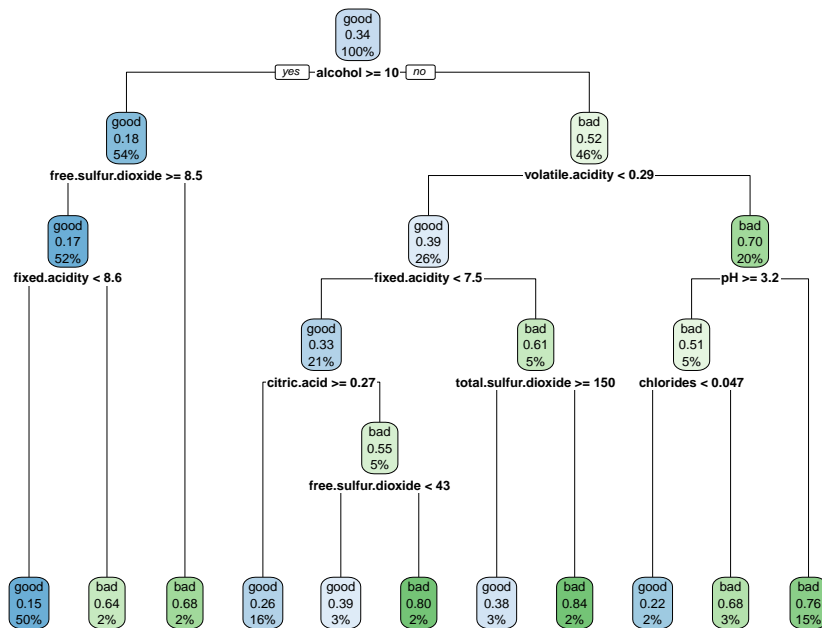 good
0.34
100%
yes alcohol >= 10 no
good
0.18
54%
bad
0.52
46%
free.sulfur.dioxide >= 8.5
volatile.acidity < 0.29
good
0.17
52%
good
0.39
26%
bad
0.70
20%
fixed.acidity < 8.6
fixed.acidity < 7.5
pH >= 3.2
good
0.33
21%
bad
0.61
5%
bad
0.51
5%
citric.acid >= 0.27
total.sulfur.dioxide >= 150
chlorides < 0.047
bad
0.55
5%
free.sulfur.dioxide < 43
good
0.15
50%
bad
0.64
2%
bad
0.68
2%
good
0.26
16%
good
0.39
3%
bad
0.80
2%
good
0.38
3%
bad
0.84
2%
good
0.22
2%
bad
0.68
3%
bad
0.76
15%